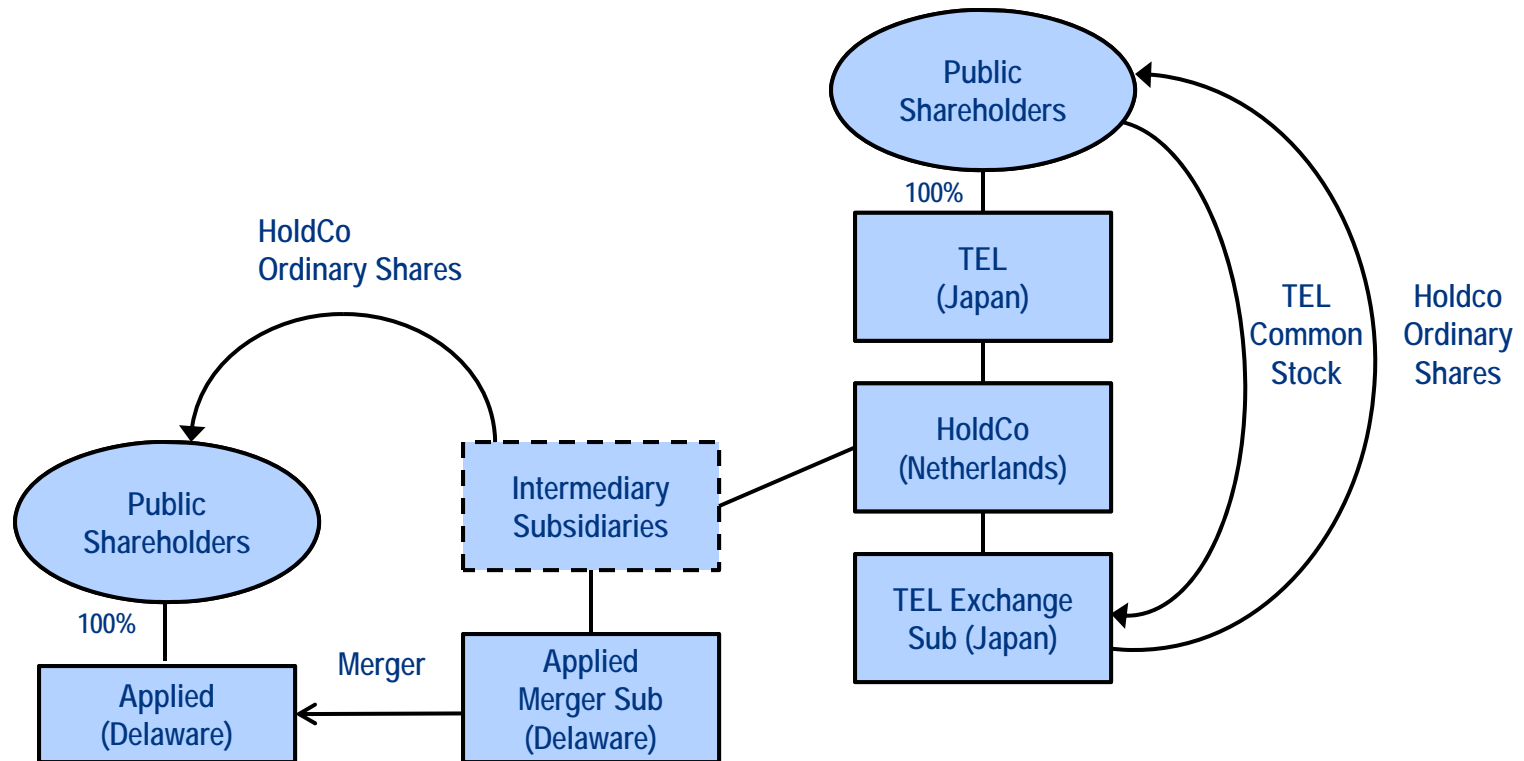 Public
Shareholders
100%
TEL
(Japan)
HoldCo
Ordinary Shares
TEL
Common
Stock
Holdco
Ordinary
Shares
HoldCo
(Netherlands)
Intermediary
Subsidiaries
Public
Shareholders
TEL Exchange
Sub (Japan)
100%
Merger
Applied
(Delaware)
Applied
Merger Sub
(Delaware)